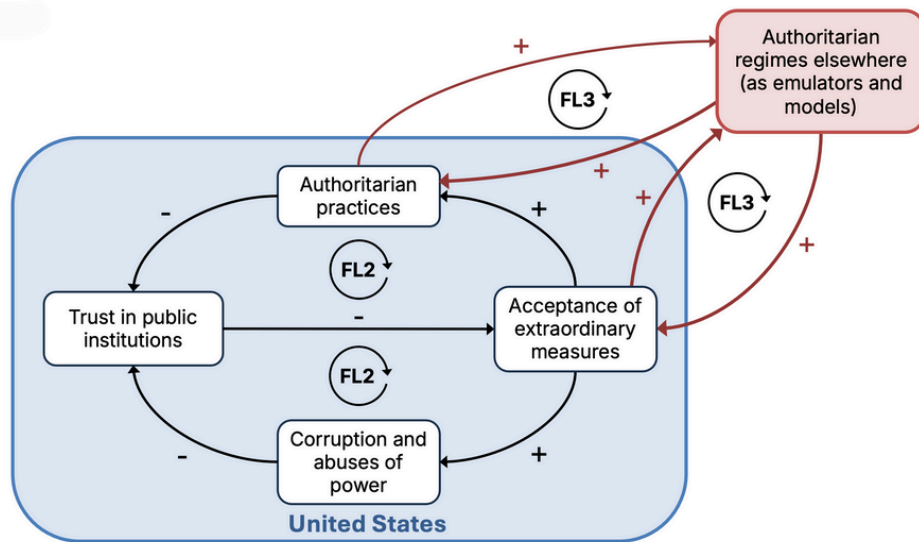 Authoritarian
regimes elsewhere
(as emulators and
models)
+
FL3
+
+
FL3
+
Authoritarian
practices
-
+
FL2
Trust in public
institutions
-
Acceptance of
extraordinary
measures
FL2
Corruption and
abuses of
power
-
+
United States